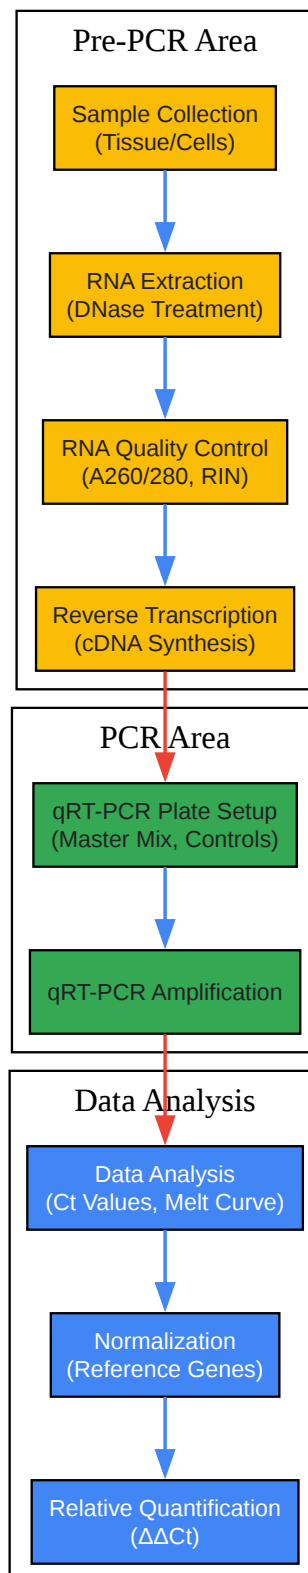 Pre-PCR Area
Sample Collection
(Tissue/Cells)
RNA Extraction
(DNase Treatment)
RNA Quality Control
(A260/280, RIN)
Reverse Transcription
(cDNA Synthesis)
PCR Area
qRT-PCR Plate Setup
(Master Mix, Controls)
qRT-PCR Amplification
Data Analysis
Data Analysis
(Ct Values, Melt Curve)
Normalization
(Reference Genes)
Relative Quantification
(ΔΔCt)